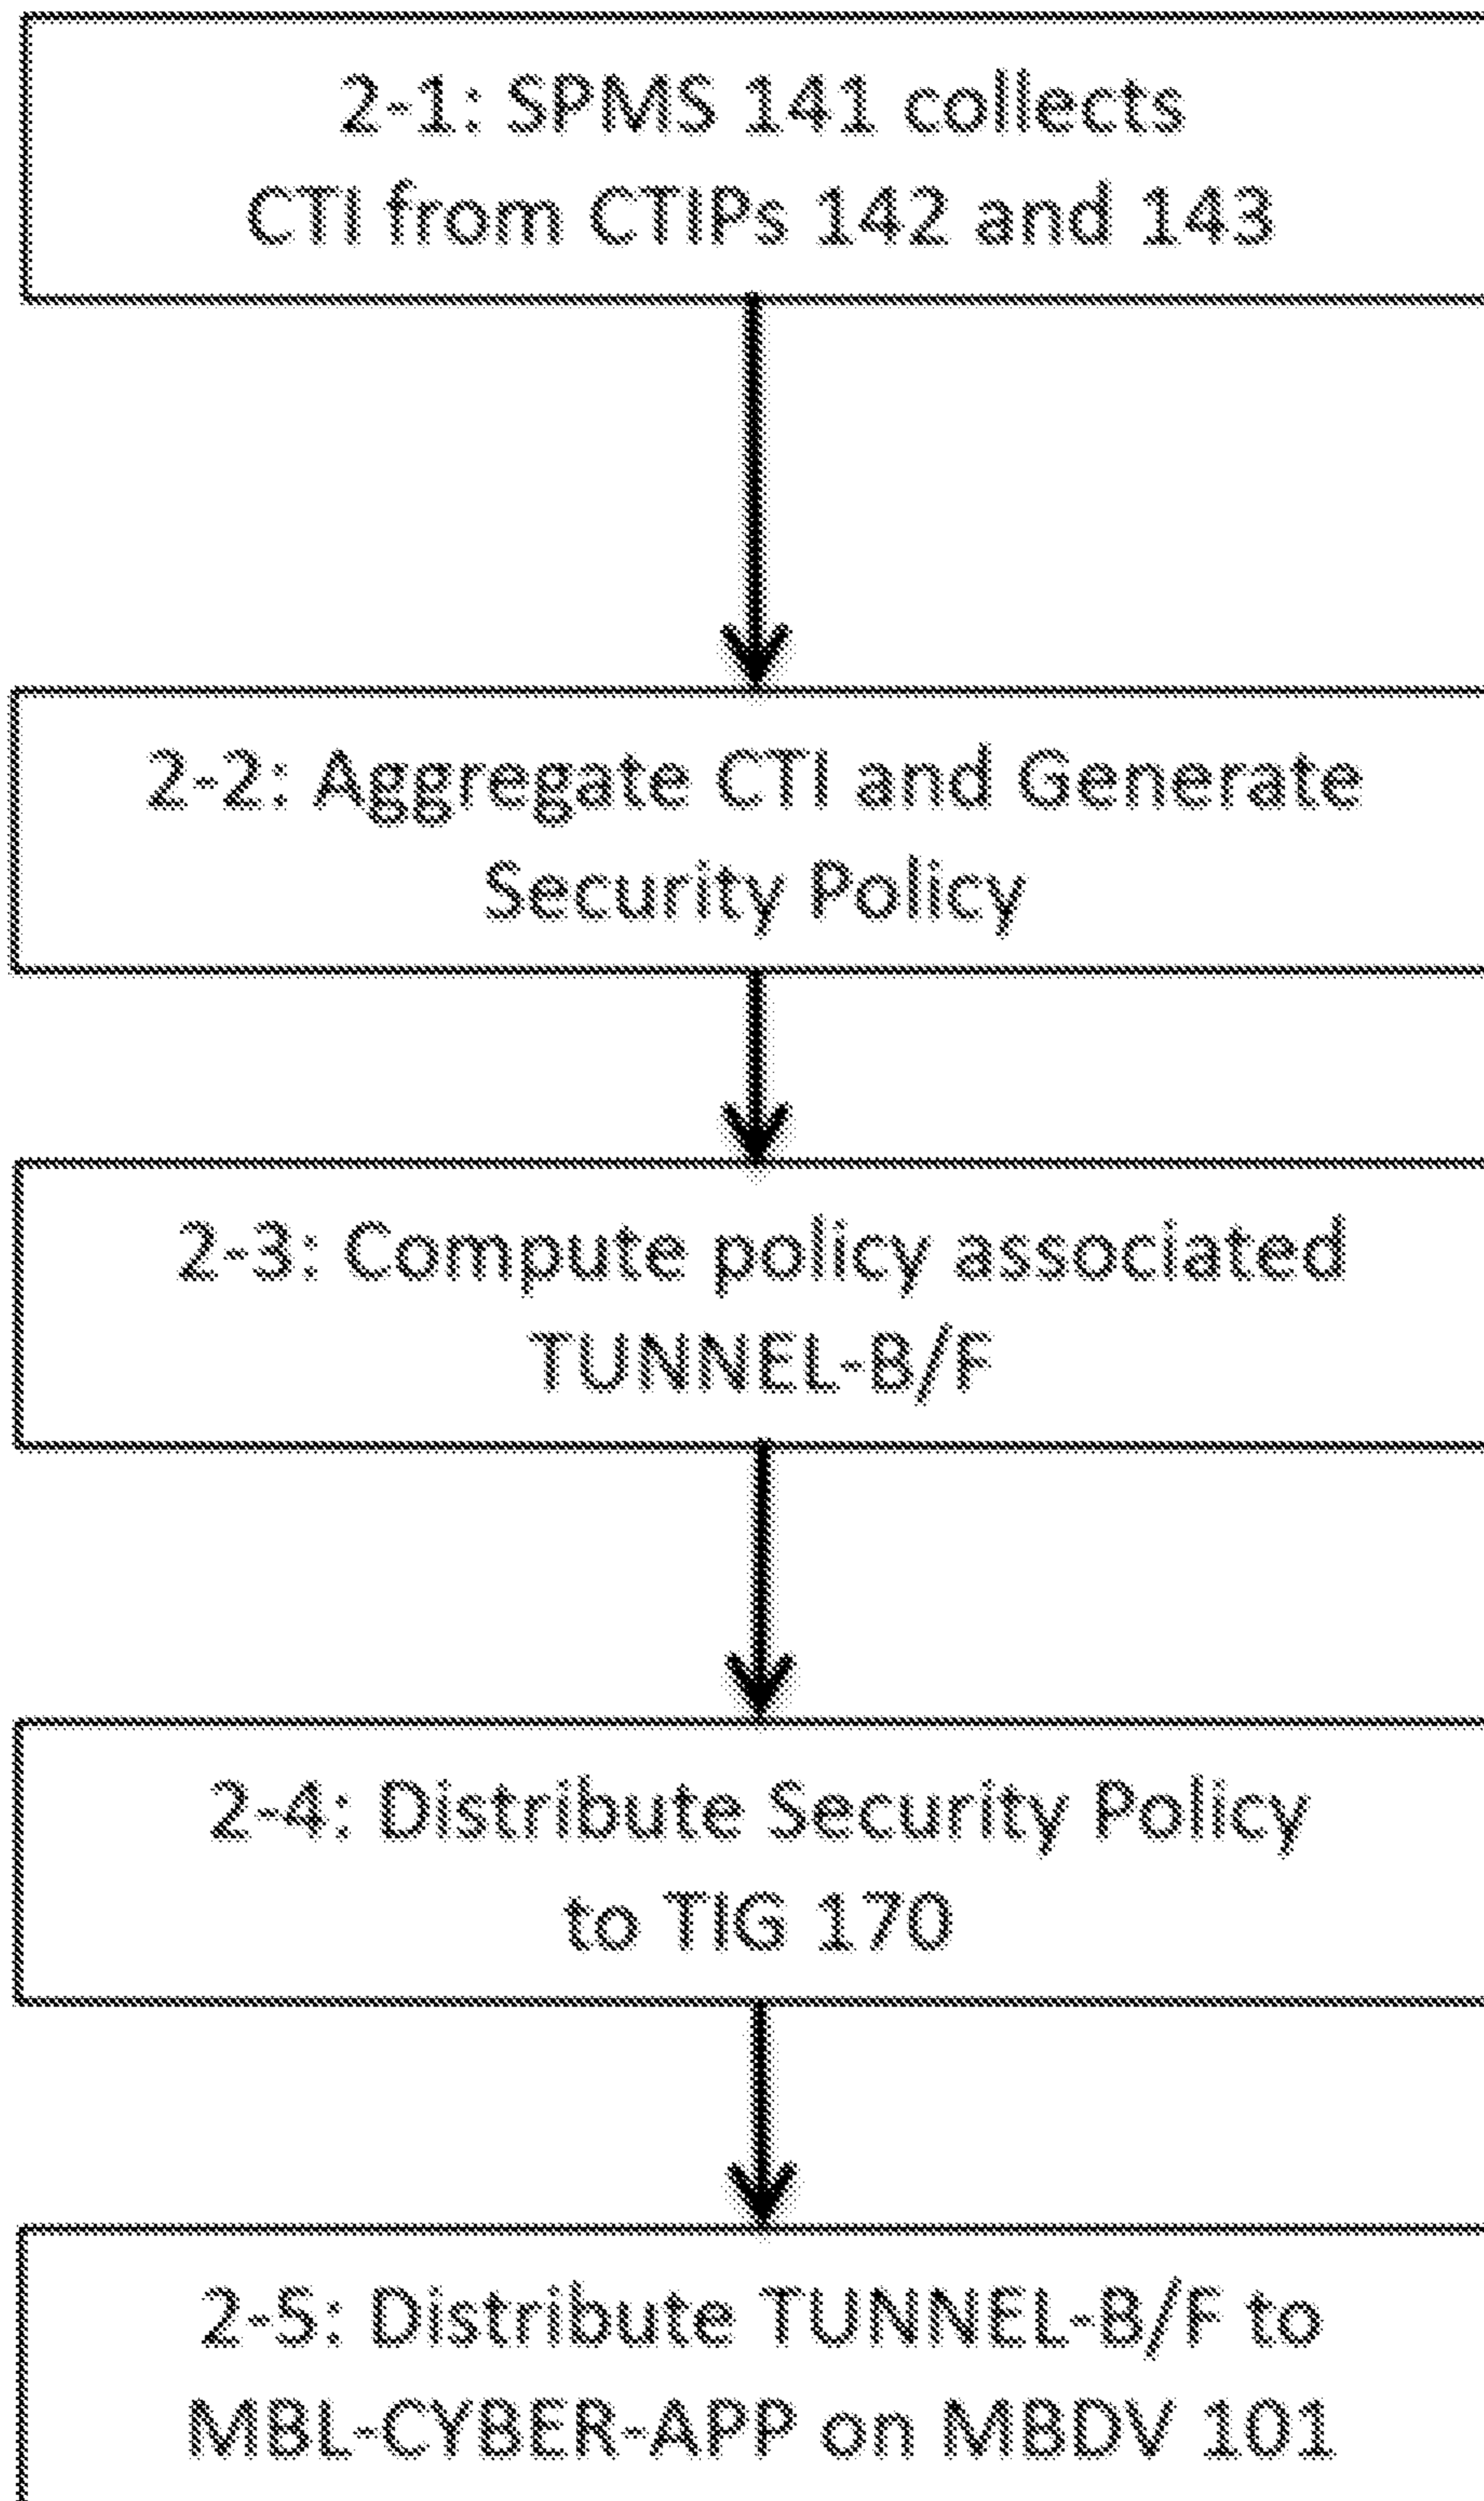 2-1: SPMS 141 collects
CTI from CTIPs 142 and 143
2-2: Aggregate CTI and Generate
Security Policy
2-3: Compute policy associated
TUNNEL-B/F
2-4: Distribute Security Policy
to TIG 170
2-5: Distribute TUNNEL-B/F to
MBL-CYBER-APP on MBDV 101